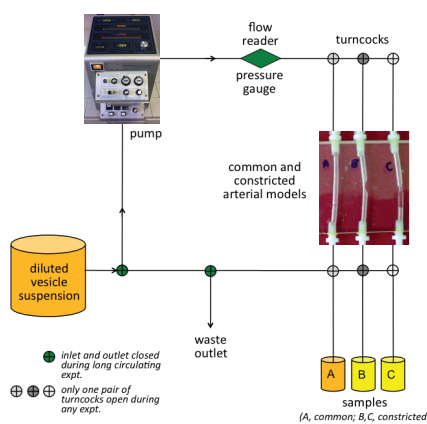 flow
reader
turncocks
pressure
gauge
pump
common and
constricted
arterial models
A
B
C
diluted
vesicle
suspension
waste
outlet
inlet and outlet closed
during long circulating
expt.
only one pair of
turncocks open during
any expt.
A
B
C
samples
(A, common; B,C, constricted